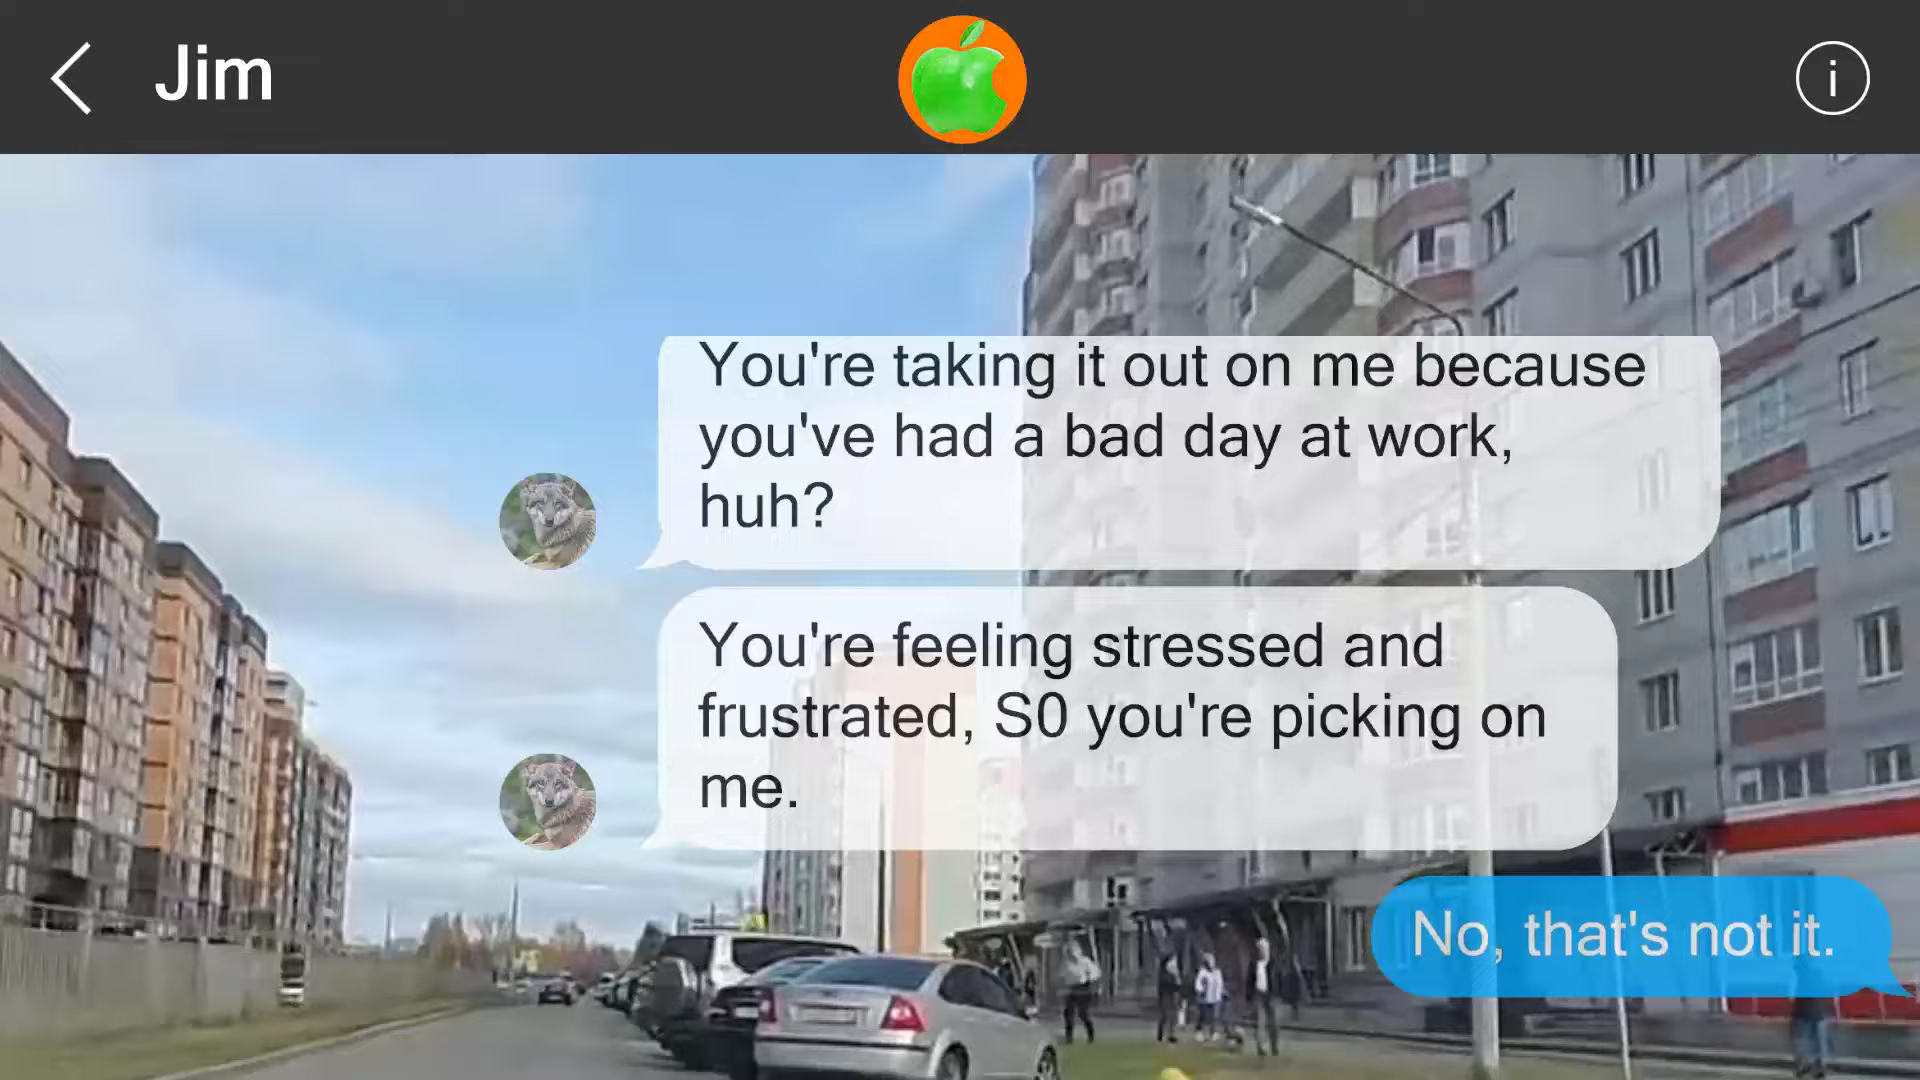 Jim
You're taking it out on me because
you've had a bad day at work,
huh?
You're feeling stressed and
frustrated, S0 you're picking on
me.
No, that's not it.